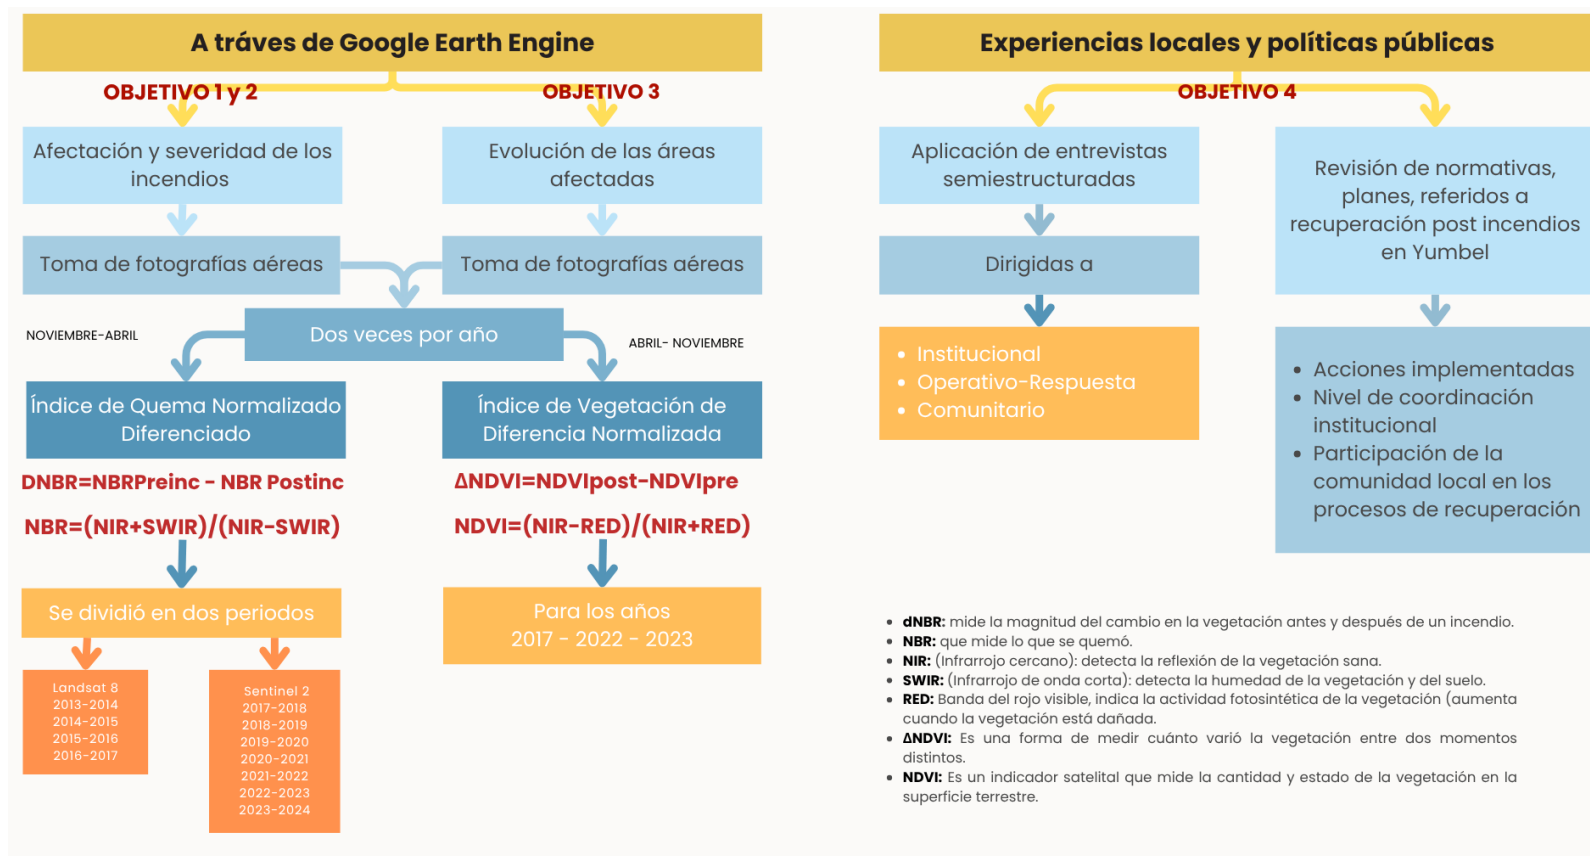 A tráves de Google Earth Engine
OBJETIVO 1 y 2
OBJETIVO 3
Afectación y severidad de los
incendios
Evolución de las áreas
afectadas
Toma de fotografías aéreas
Toma de fotografías aéreas
NOVIEMBRE-ABRIL
Dos veces por año
ABRIL- NOVIEMBRE
Índice de Quema Normalizado
Diferenciado
Índice de Vegetación de
Diferencia Normalizada
DNBR=NBRPreinc - NBR Postinc
ΔNDVI=NDVIpost-NDVIpre
NBR=(NIR+SWIR)/(NIR-SWIR)
NDVI=(NIR-RED)/(NIR+RED)
Se dividió en dos periodos
Para los años
2017 - 2022 - 2023
Landsat 8
2013-2014
2014-2015
2015-2016
2016-2017
Sentinel 2
2017-2018
2018-2019
2019-2020
2020-2021
2021-2022
2022-2023
2023-2024
Experiencias locales y políticas públicas
OBJETIVO 4
Aplicación de entrevistas
semiestructuradas
Dirigidas a
• Institucional
• Operativo-Respuesta
• Comunitario
Revisión de normativas,
planes, referidos a
recuperación post incendios
en Yumbel
• Acciones implementadas
• Nivel de coordinación
institucional
• Participación de la
comunidad local en los
procesos de recuperación
• dNBR: mide la magnitud del cambio en la vegetación antes y después de un incendio.
• NBR: que mide lo que se quemó.
• NIR: (Infrarrojo cercano): detecta la reflexión de la vegetación sana.
• SWIR: (Infrarrojo de onda corta): detecta la humedad de la vegetación y del suelo.
• RED: Banda del rojo visible, indica la actividad fotosintética de la vegetación (aumenta
cuando la vegetación está dañada.
• ΔNDVI: Es una forma de medir cuánto varió la vegetación entre dos momentos
distintos.
• NDVI: Es un indicador satelital que mide la cantidad y estado de la vegetación en la
superficie terrestre.